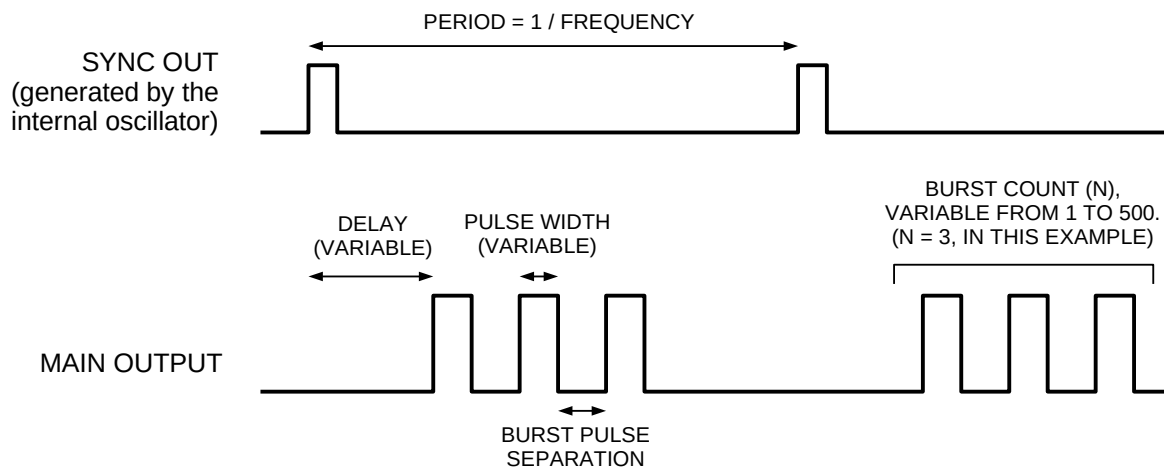 PERIOD = 1 / FREQUENCY
SYNC OUT
(generated by the
internal oscillator)
BURST COUNT (N),
VARIABLE FROM 1 TO 500.
(N = 3, IN THIS EXAMPLE)
DELAY
(VARIABLE)
PULSE WIDTH
(VARIABLE)
MAIN OUTPUT
BURST PULSE
SEPARATION